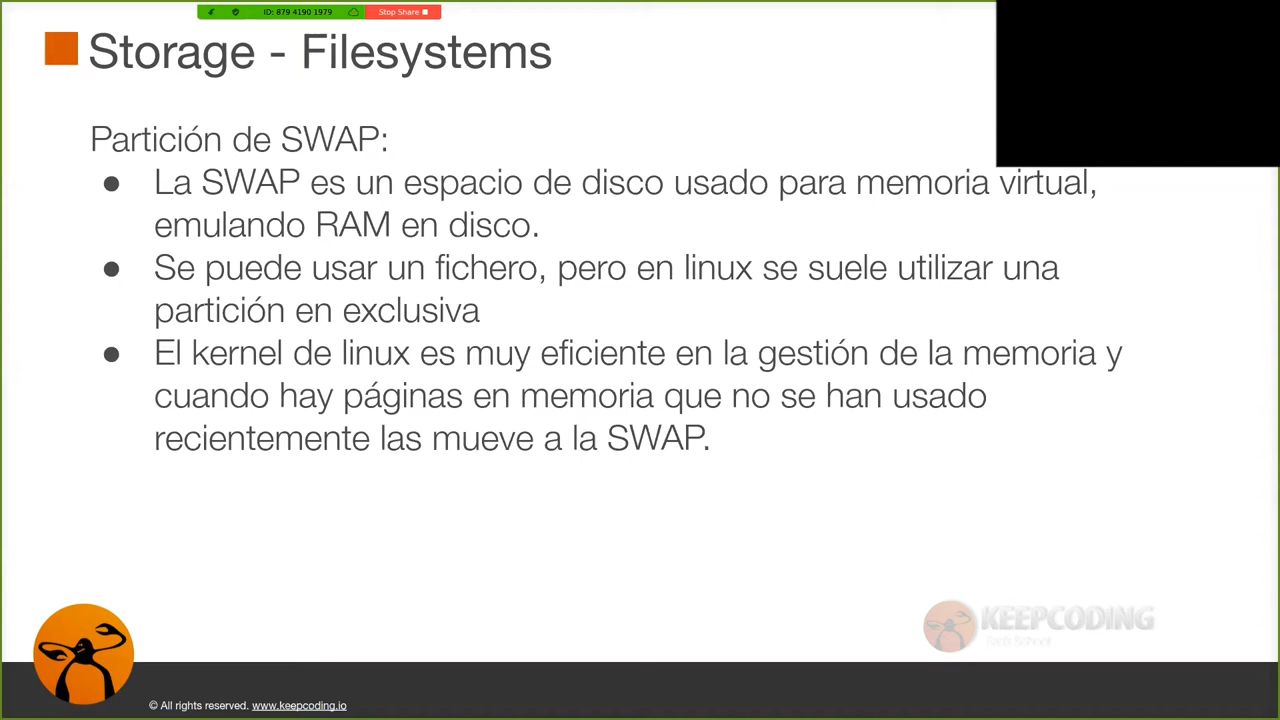 ID: 879 4190 1979
Stop Share
Storage - Filesystems
Partición de SWAP:
● La SWAP es un espacio de disco usado para memoria virtual,
emulando RAM en disco.
● Se puede usar un fichero, pero en linux se suele utilizar una
partición en exclusiva
● El kernel de linux es muy eficiente en la gestión de la memoria y
cuando hay páginas en memoria que no se han usado
recientemente las mueve a la SWAP.
KEEPCODING
Tech School
© All rights reserved. www.keepcoding.io